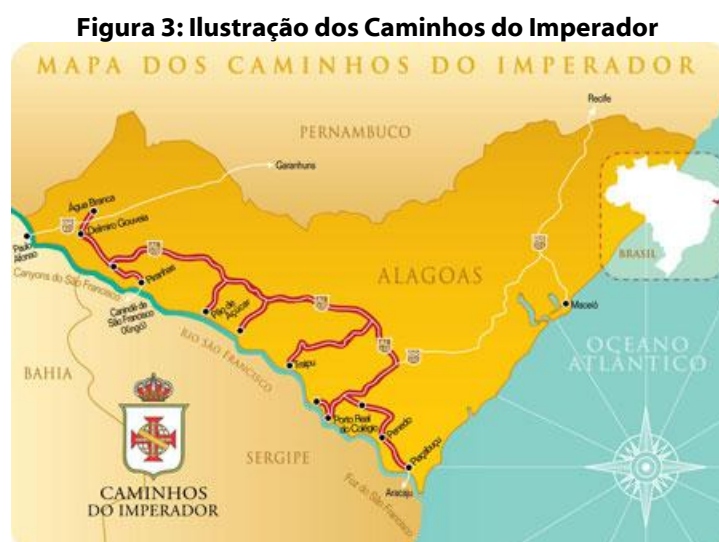 Figura 3: Ilustração dos Caminhos do Imperador
MAPA DOS CAMINHOS DO IMPERADOR
Recife
PERNAMBUCO
Garanhuns
Água Branca
Delmiro Gouveia
Paulo
Afonso
Canyons do São Francisco
Piranhas
Canindé de
São Francisco
(Xingó)
Pão de
Açúcar
ALAGOAS
BRASIL
Maceió
RIO SÃO FRANCISCO
Traipu
OCEANO
ATLÂNTICO
BAHIA
Porto Real
do Colégio
Penedo
SERGIPE
Piaçabuçu
Foz do São Francisco
Aracaju
CAMINHOS
DO IMPERADOR